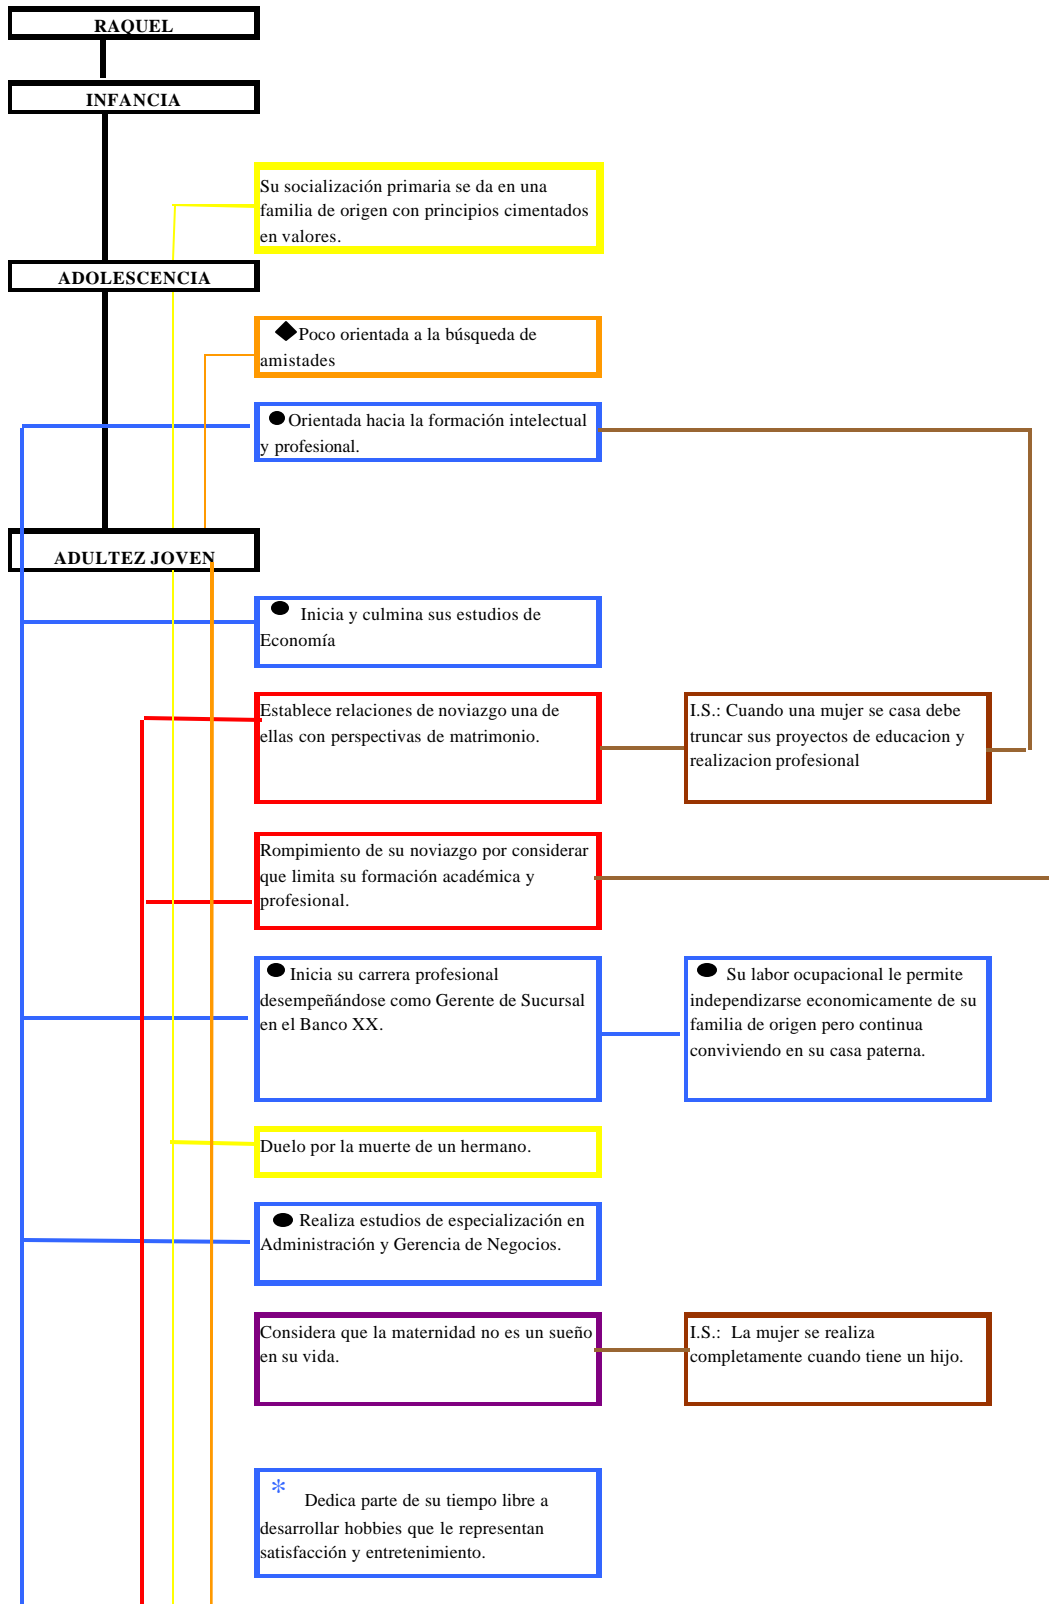 RAQUEL
INFANCIA
Su socialización primaria se da en una
familia de origen con principios cimentados
en valores.
ADOLESCENCIA
Poco orientada a la búsqueda de
amistades
Orientada hacia la formación intelectual
y profesional.
ADULTEZ JOVEN
Inicia y culmina sus estudios de
Economía
Establece relaciones de noviazgo una de
ellas con perspectivas de matrimonio.
I.S.: Cuando una mujer se casa debe
truncar sus proyectos de educacion y
realizacion profesional
Rompimiento de su noviazgo por considerar
que limita su formación académica y
profesional.
Inicia su carrera profesional
desempeñándose como Gerente de Sucursal
en el Banco XX.
Su labor ocupacional le permite
independizarse economicamente de su
familia de origen pero continua
conviviendo en su casa paterna.
Duelo por la muerte de un hermano.
Realiza estudios de especialización en
Administración y Gerencia de Negocios.
Considera que la maternidad no es un sueño
en su vida.
I.S.: La mujer se realiza
completamente cuando tiene un hijo.
* Dedica parte de su tiempo libre a
desarrollar hobbies que le representan
satisfacción y entretenimiento.